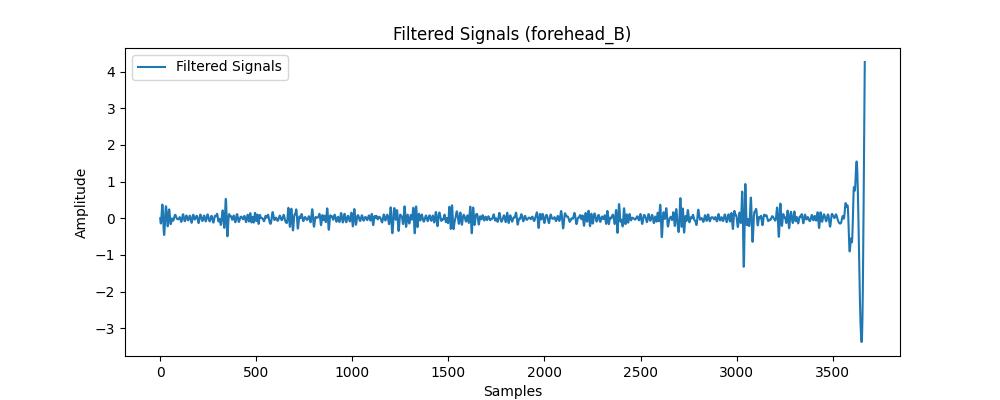 Filtered Signals (forehead_B)
Filtered Signals
Amplitude
4
3
2
1
0
−1
−2
−3
0 500 1000 1500 2000 2500 3000 3500
Samples